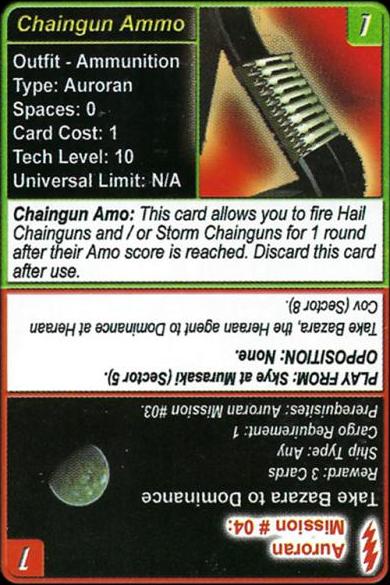 Chaingun Ammo
1
Outfit - Ammunition
Type: Auroran
Spaces: 0
Card Cost: 1
Tech Level: 10
Universal Limit: N/A
Chaingun Amo: This card allows you to fire Hail
Chainguns and / or Storm Chainguns for 1 round
after their Amo score is reached. Discard this card
after use.
1
Auroran
Mission # 04:
Take Bazara to Dominance
Reward: 3 Cards
Ship Type: Any
Cargo Requirement: 1
Prerequisites: Auroran Mission #03.
PLAY FROM: Skye at Murasaki (Sector 5).
OPPOSITION: None.
Take Bazara, the Heraan agent to Dominance at Heraan
Cov (Sector 8).